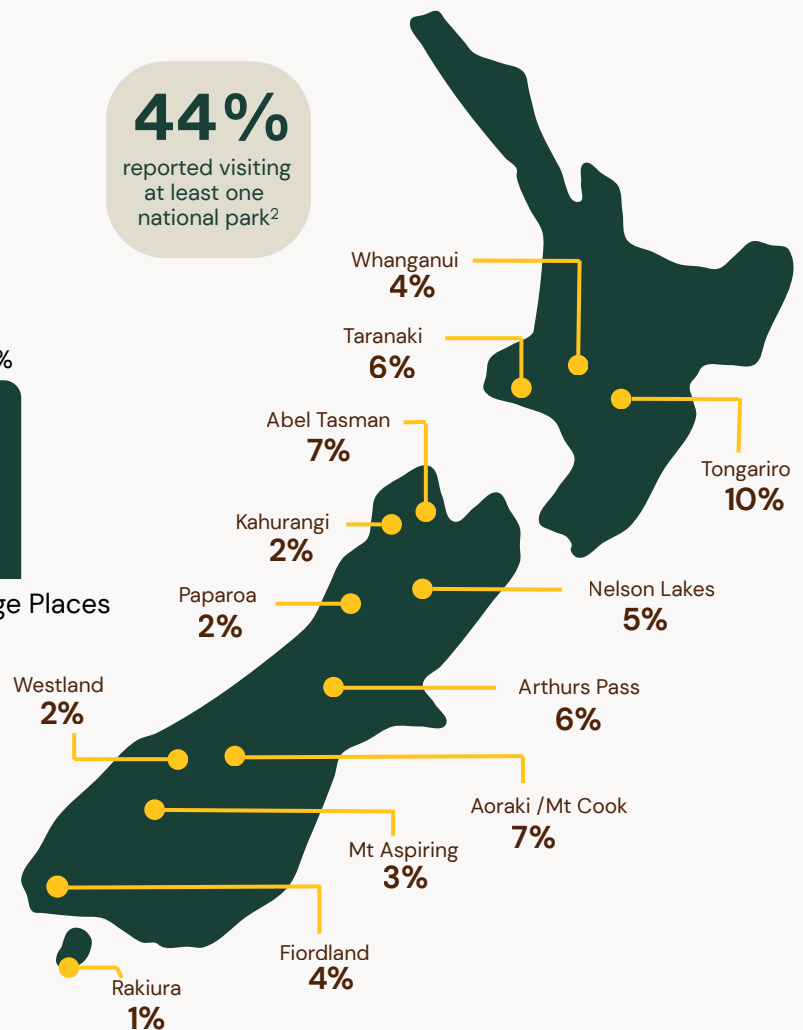 44%
reported visiting
at least one
national park²
Whanganui
4%
Taranaki
6%
%
Abel Tasman
7%
Tongariro
10%
Kahurangi
2%
Paparoa
2%
Nelson Lakes
5%
Places
Westland
2%
Arthurs Pass
6%
Aoraki /Mt Cook
7%
Mt Aspiring
3%
Fiordland
4%
Rakiura
1%